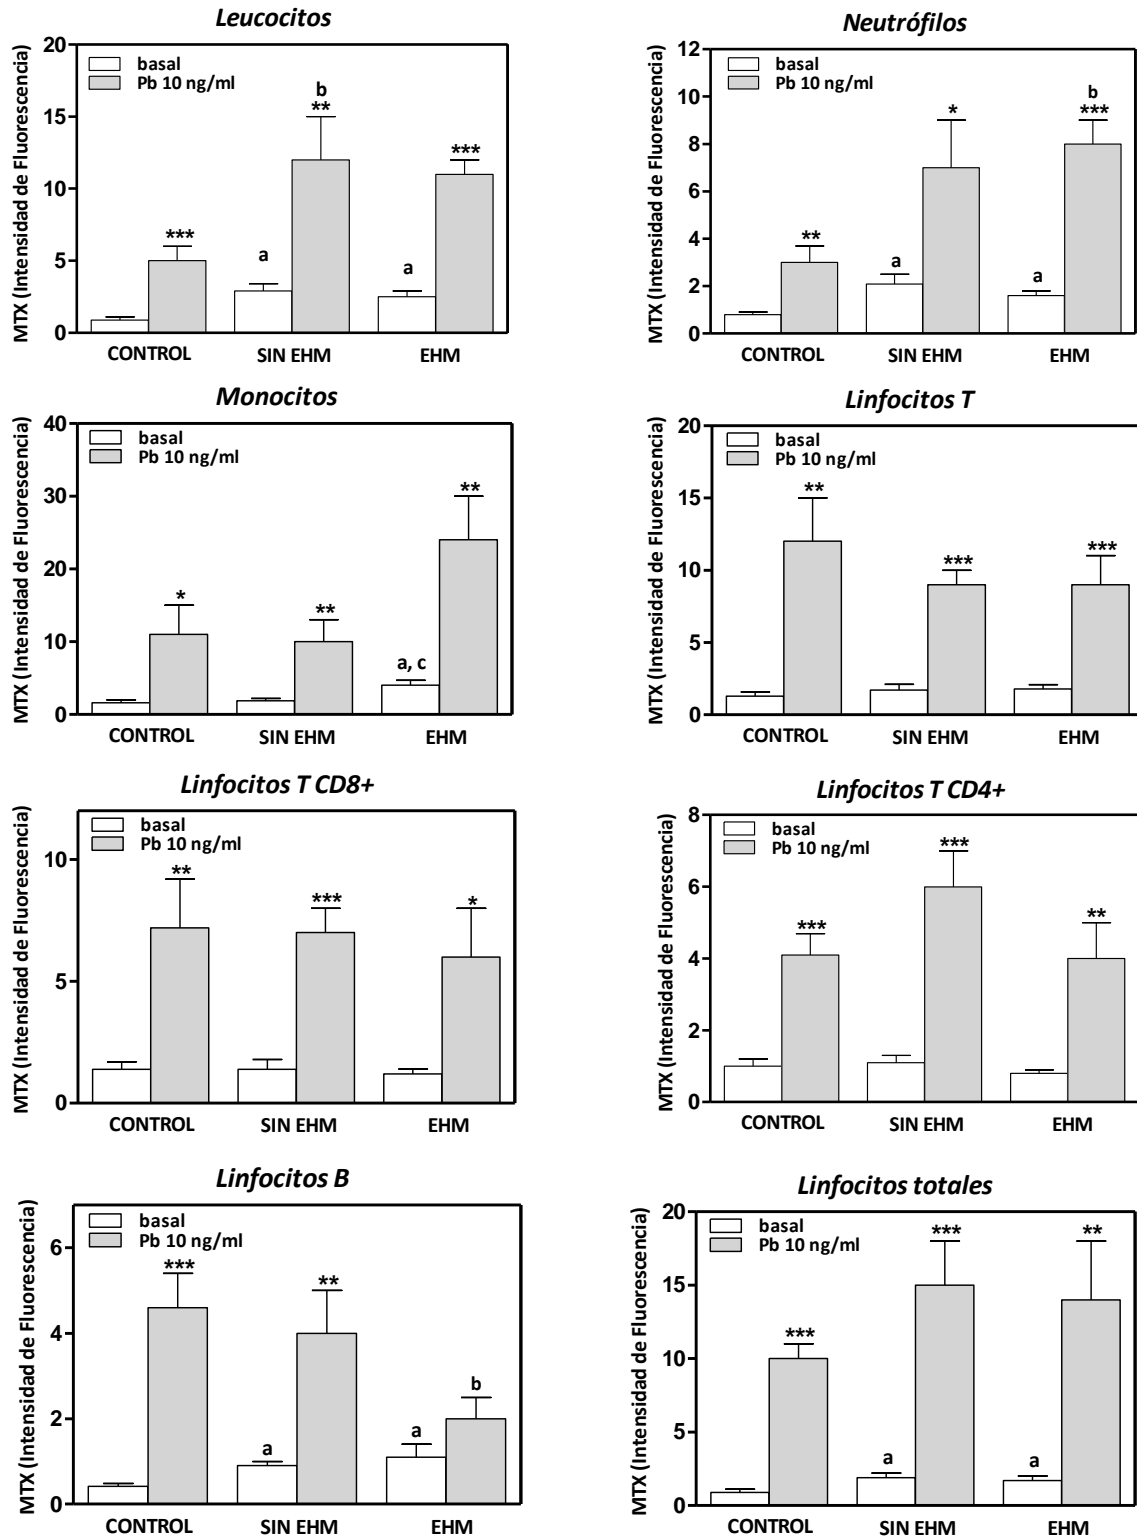 Leucocitos
MTX (Intensidad de Fluorescencia)
20
15
10
5
0
basal
Pb 10 ng/ml
***
a
b
**
a
***
CONTROL
SIN EHM
EHM
Neutrófilos
MTX (Intensidad de Fluorescencia)
12
10
8
6
4
2
0
basal
Pb 10 ng/ml
**
a
*
a
b
***
CONTROL
SIN EHM
EHM
Monocitos
MTX (Intensidad de Fluorescencia)
40
30
20
10
0
basal
Pb 10 ng/ml
*
**
a, c
**
CONTROL
SIN EHM
EHM
Linfocitos T
MTX (Intensidad de Fluorescencia)
20
15
10
5
0
basal
Pb 10 ng/ml
**
***
***
CONTROL
SIN EHM
EHM
Linfocitos T CD8+
MTX (Intensidad de Fluorescencia)
10
5
0
basal
Pb 10 ng/ml
**
***
*
CONTROL
SIN EHM
EHM
Linfocitos T CD4+
MTX (Intensidad de Fluorescencia)
8
6
4
2
0
basal
Pb 10 ng/ml
***
***
**
CONTROL
SIN EHM
EHM
Linfocitos B
MTX (Intensidad de Fluorescencia)
6
4
2
0
basal
Pb 10 ng/ml
***
a
**
a
b
CONTROL
SIN EHM
EHM
Linfocitos totales
MTX (Intensidad de Fluorescencia)
20
15
10
5
0
basal
Pb 10 ng/ml
***
a
***
a
**
CONTROL
SIN EHM
EHM